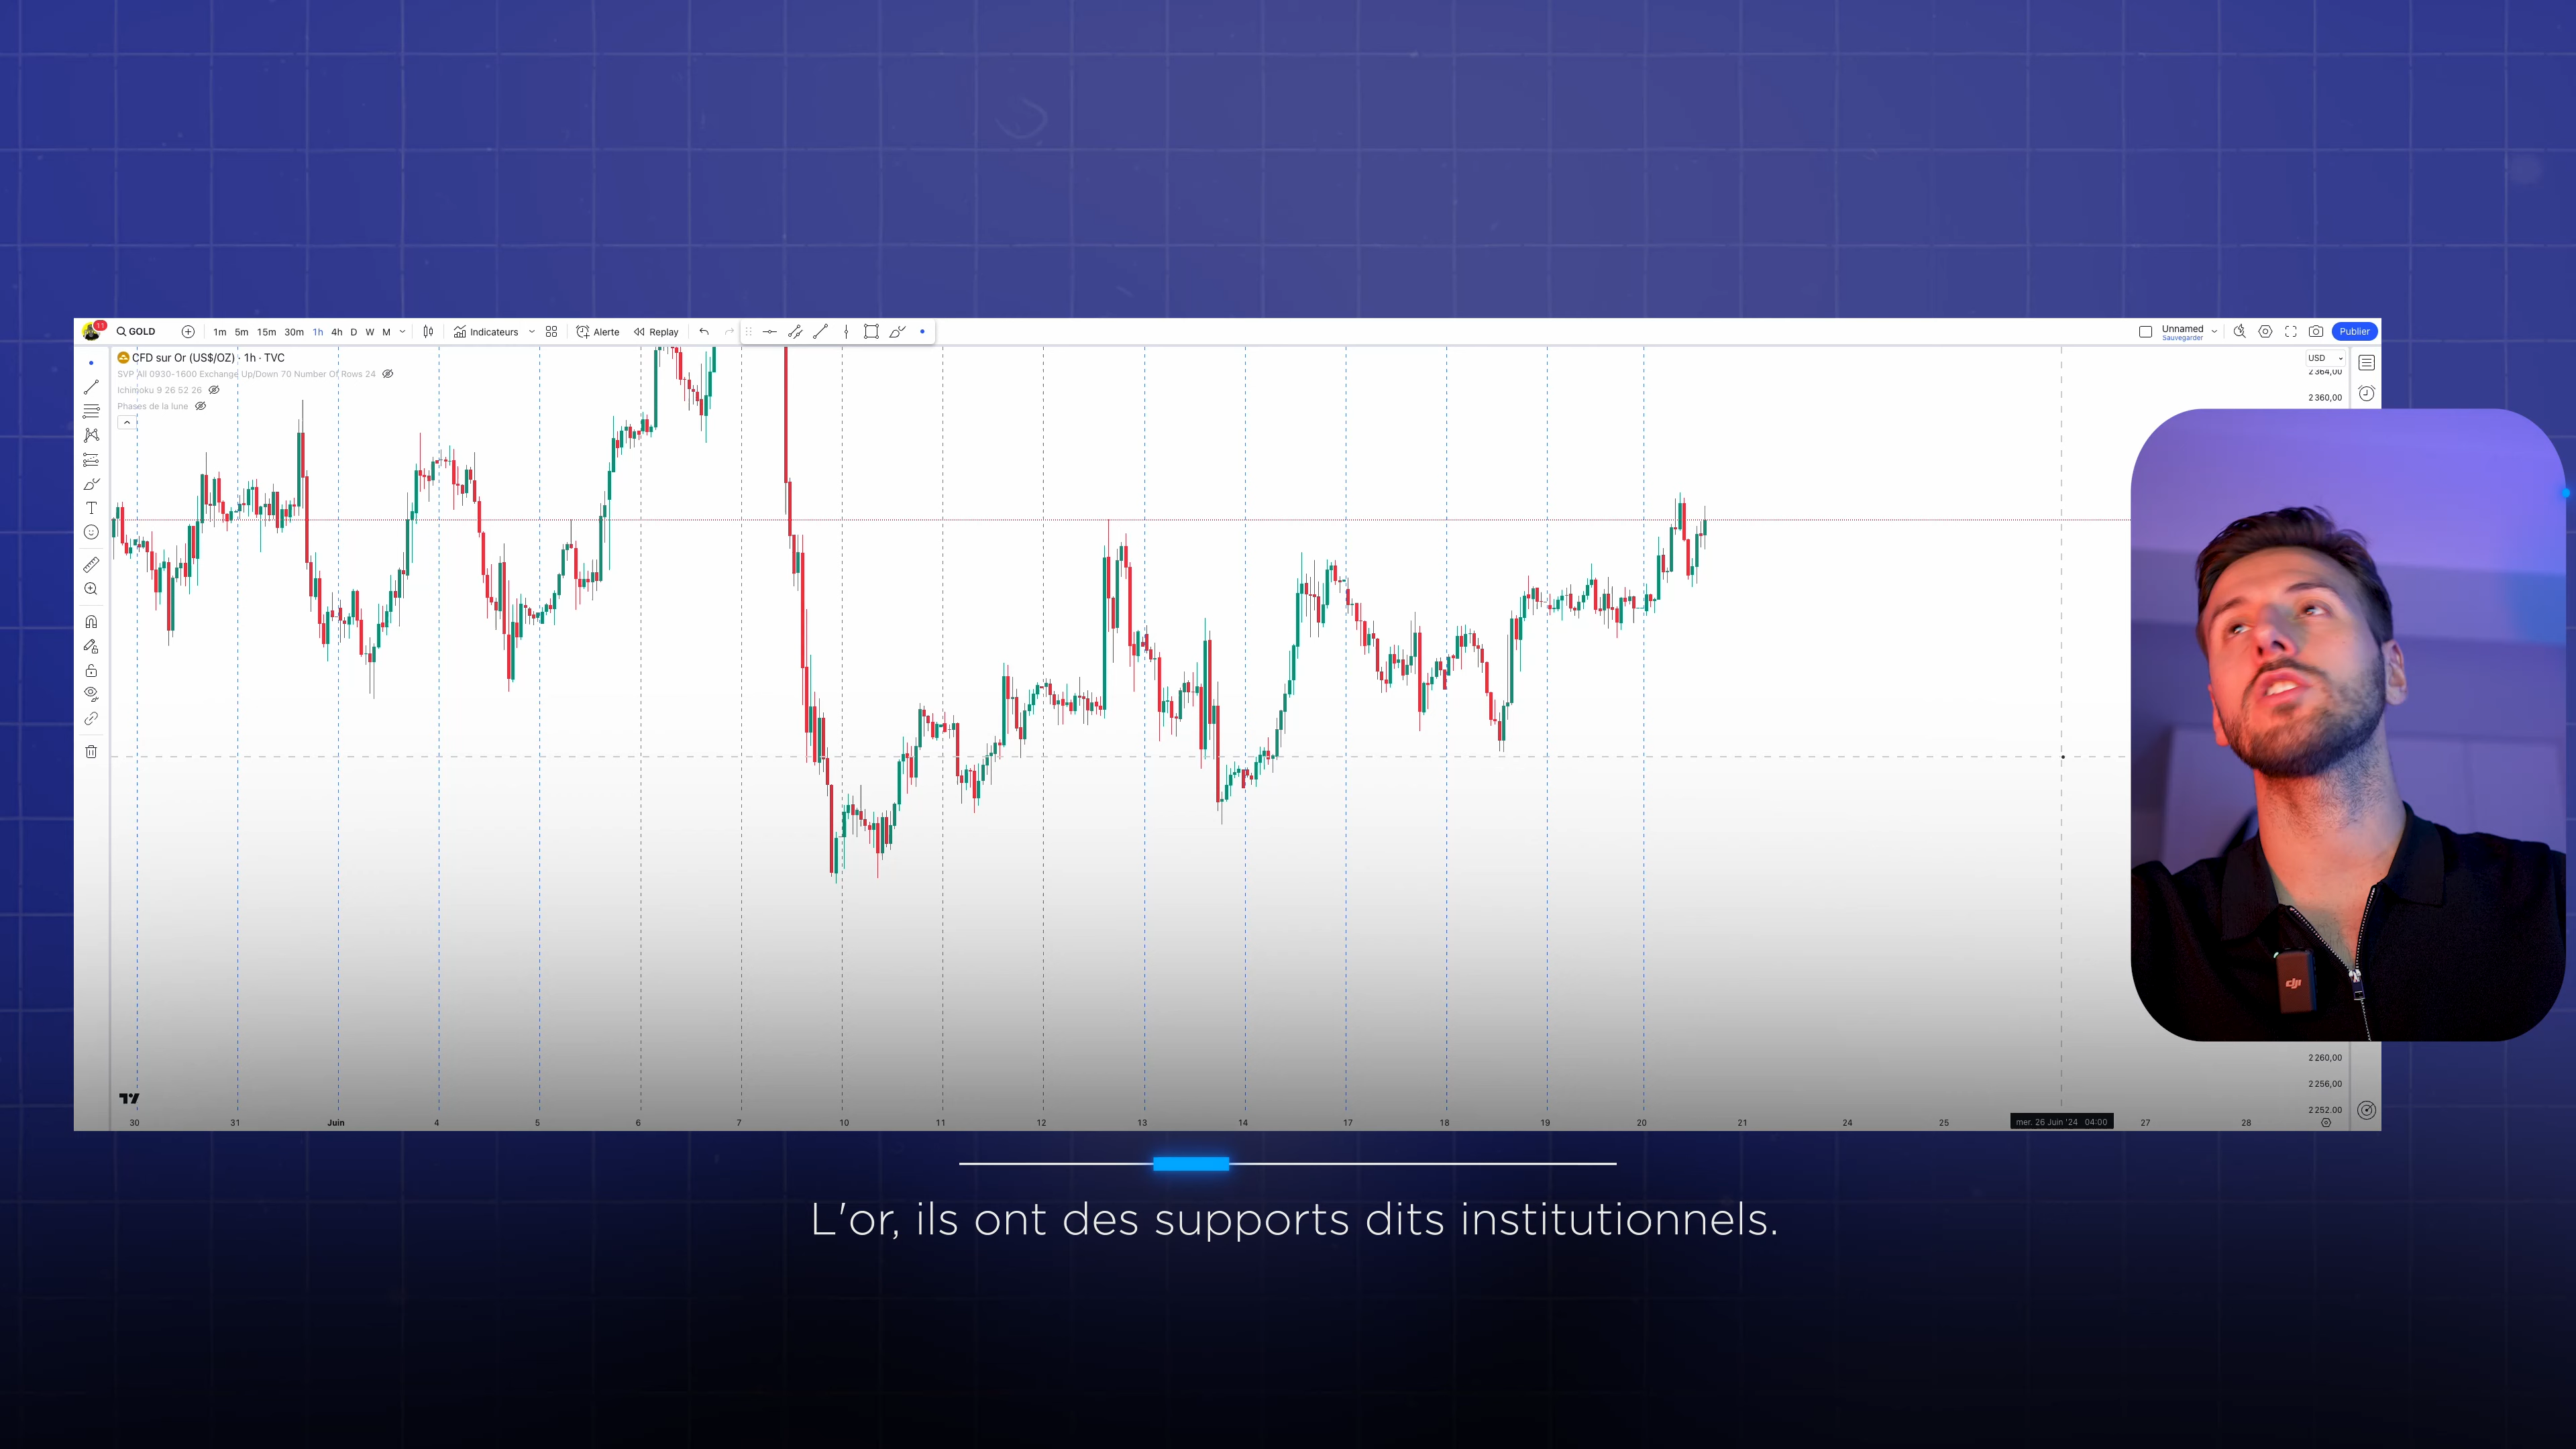 11
GOLD
1m 5m 15m 30m 1h 4h D W M
Indicateurs
Alerte
Replay
Unnamed
Sauvegarder
Publier
CFD sur Or (US$/OZ) · 1h · TVC
SVP All 0930-1600 Exchange Up/Down 70 Number Of Rows 24
Ichimoku 9 26 52 26
Phases de la lune
USD
2 364,00
2 360,00
dji
2 260,00
2 256,00
2 252.00
30 31 Juin 4 5 6 7 10 11 12 13 14 17 18 19 20 21 24 25 mer. 26 Juin '24 04:00 27 28
L'or, ils ont des supports dits institutionnels.